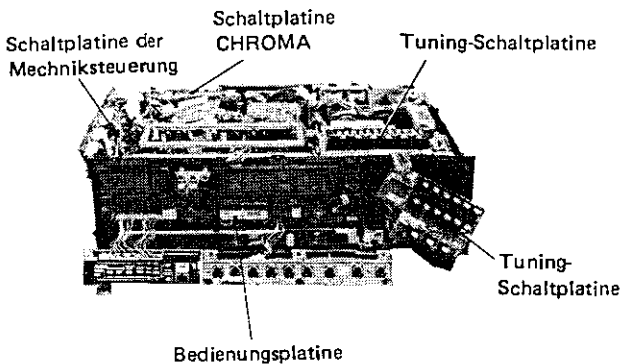 Schaltplatine der
Mechniksteuerung
Schaltplatine
CHROMA
Tuning-Schaltplatine
Tuning-
Schaltplatine
Bedienungsplatine